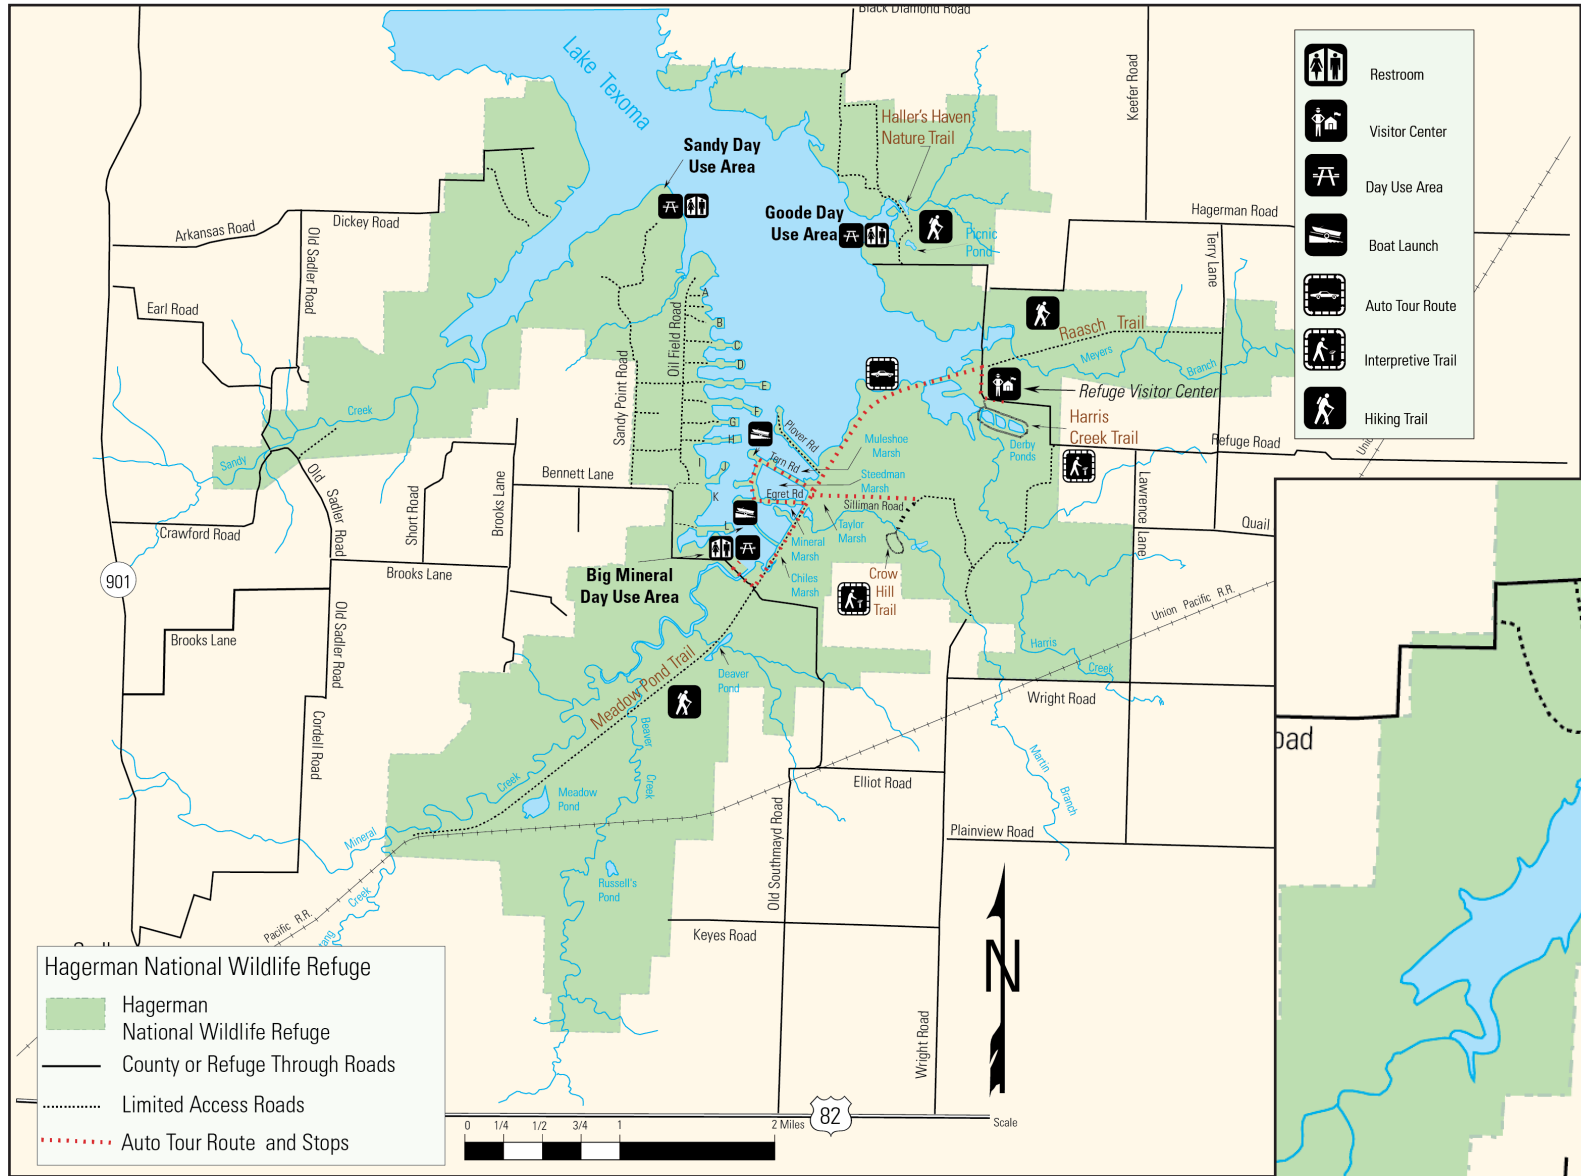 Black Diamond Road
Lake Texoma
Keefer Road
Restroom
Visitor Center
Day Use Area
Boat Launch
Auto Tour Route
Interpretive Trail
Hiking Trail
Haller's Haven
Nature Trail
Sandy Day
Use Area
Goode Day
Use Area
Picnic
Pond
Hagerman Road
Terry Lane
Arkansas Road
Dickey Road
Old Sadler Road
Earl Road
Oil Field Road
Sandy Point Road
A
B
C
D
E
F
G
H
I
J
K
L
Raasch Trail
Meyers
Branch
Refuge Visitor Center
Harris
Creek Trail
Derby
Ponds
Refuge Road
Plover Rd
Tern Rd
Egret Rd
Muleshoe
Marsh
Steedman
Marsh
Silliman Road
Taylor
Marsh
Mineral
Marsh
Chiles
Marsh
Sandy
Creek
Old
Sadler Road
Crawford Road
Short Road
Brooks Lane
Bennett Lane
Brooks Lane
901
Brooks Lane
Old Sadler Road
Cordell Road
Big Mineral
Day Use Area
Crow
Hill
Trail
Lawrence
Lane
Quail
Union Pacific R.R.
Harris
Creek
Wright Road
Meadow Pond Trail
Deaver
Pond
Beaver
Creek
Creek
Mineral
Meadow
Pond
Martin
Branch
Elliot Road
Plainview Road
Old Southmayd Road
Russell's
Pond
Creek
Pacific R.R.
Keyes Road
Wright Road
N
oad
Hagerman National Wildlife Refuge
Hagerman
National Wildlife Refuge
County or Refuge Through Roads
Limited Access Roads
Auto Tour Route and Stops
82
0 1/4 1/2 3/4 1 2 Miles
Scale